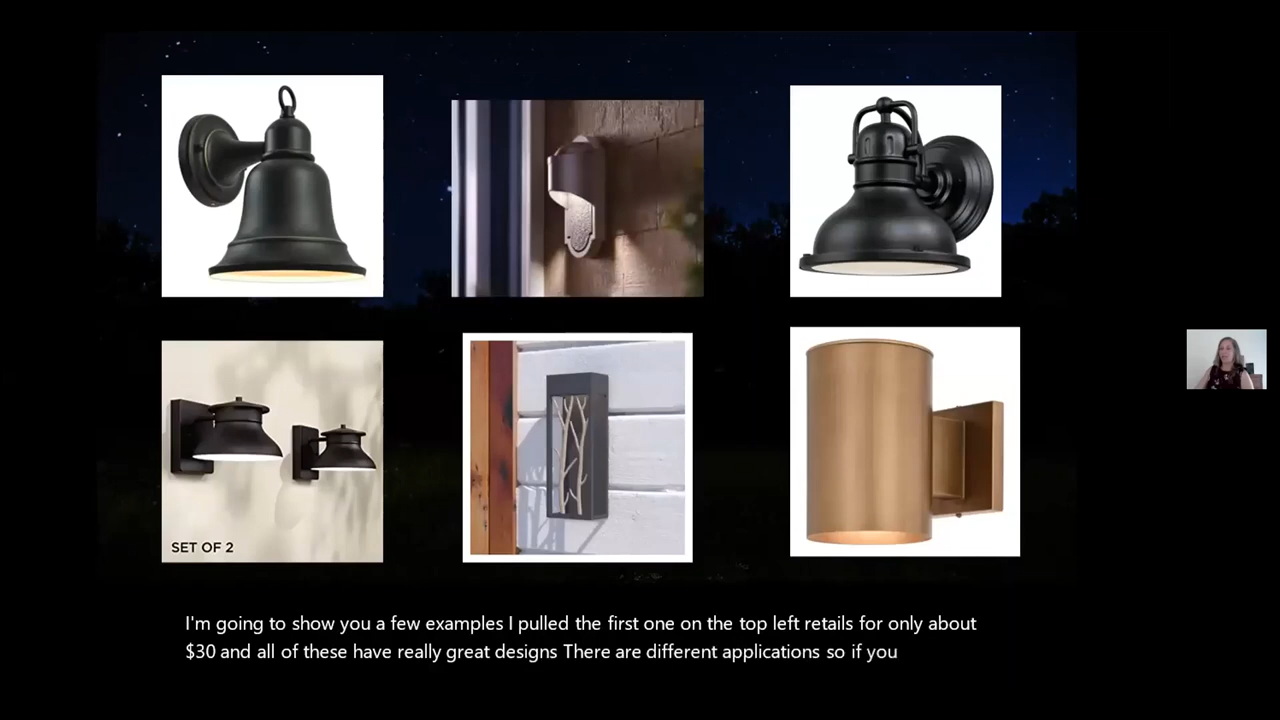 SET OF 2
I'm going to show you a few examples I pulled the first one on the top left retails for only about
$30 and all of these have really great designs There are different applications so if you